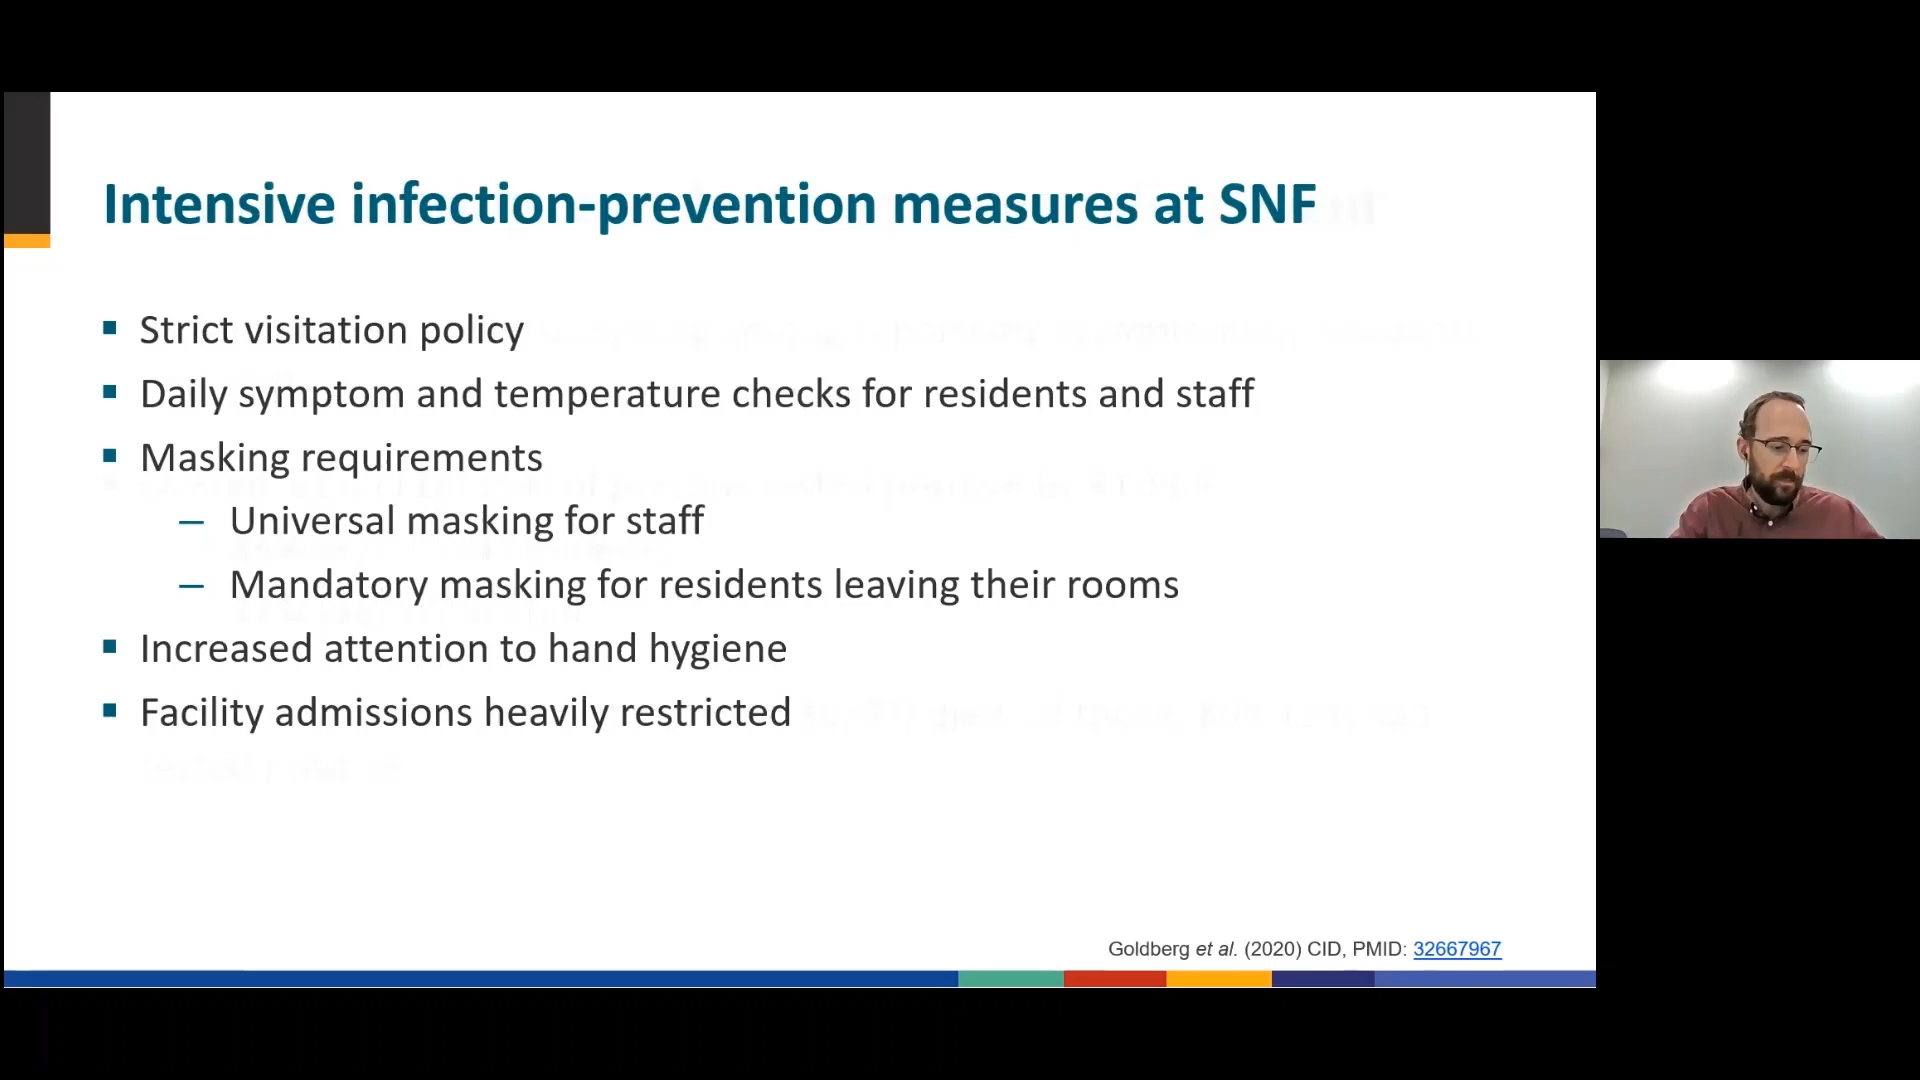 Intensive infection-prevention measures at SNF
▪ Strict visitation policy
▪ Daily symptom and temperature checks for residents and staff
▪ Masking requirements
– Universal masking for staff
– Mandatory masking for residents leaving their rooms
▪ Increased attention to hand hygiene
▪ Facility admissions heavily restricted
Goldberg et al. (2020) CID, PMID: 32667967